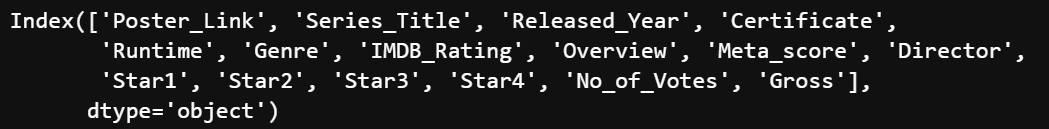 Index(['Poster_Link', 'Series_Title', 'Released_Year', 'Certificate',
'Runtime', 'Genre', 'IMDB_Rating', 'Overview', 'Meta_score', 'Director',
'Star1', 'Star2', 'Star3', 'Star4', 'No_of_Votes', 'Gross'],
dtype='object')